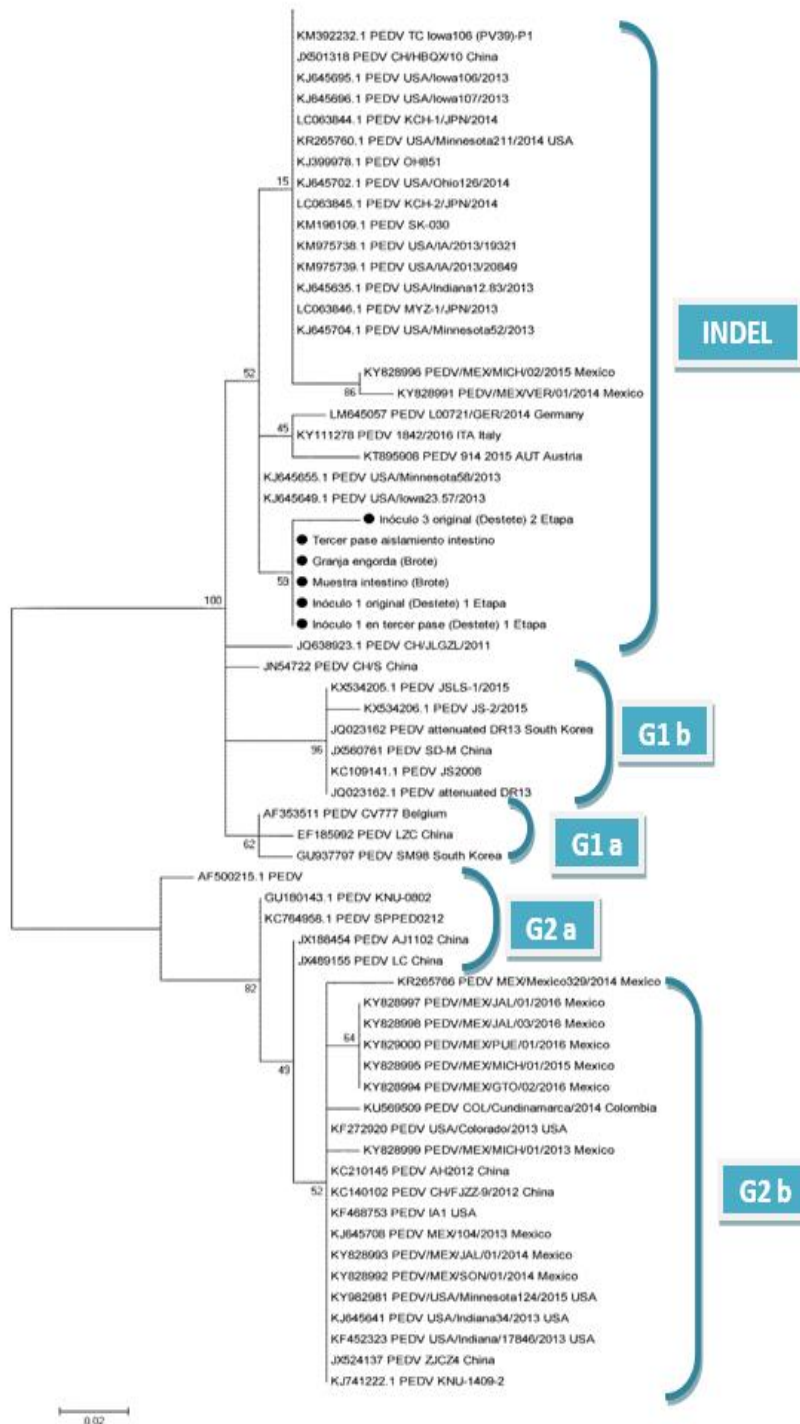 KM392232.1 PEDV TC Iowa106 (PV39)-P1
JX501318 PEDV CH/HBQX/10 China
KJ645695.1 PEDV USA/Iowa106/2013
KJ645696.1 PEDV USA/Iowa107/2013
LC063844.1 PEDV KCH-1/JPN/2014
KR265760.1 PEDV USA/Minnesota211/2014 USA
KJ399978.1 PEDV OH851
15
KJ645702.1 PEDV USA/Ohio126/2014
LC063845.1 PEDV KCH-2/JPN/2014
KM196109.1 PEDV SK-030
KM975738.1 PEDV USA/IA/2013/19321
KM975739.1 PEDV USA/IA/2013/20849
KJ645635.1 PEDV USA/Indiana12.83/2013
LC063846.1 PEDV MYZ-1/JPN/2013
KJ645704.1 PEDV USA/Minnesota52/2013
INDEL
52
KY828996 PEDV/MEX/MICH/02/2015 Mexico
86
KY828991 PEDV/MEX/VER/01/2014 Mexico
LM645057 PEDV L00721/GER/2014 Germany
45
KY111278 PEDV 1842/2016 ITA Italy
KT895908 PEDV 914 2015 AUT Austria
KJ645655.1 PEDV USA/Minnesota58/2013
KJ645649.1 PEDV USA/Iowa23.57/2013
Inóculo 3 original (Destete) 2 Etapa
Tercer pase aislamiento intestino
Granja engorda (Brote)
59
Muestra intestino (Brote)
Inóculo 1 original (Destete) 1 Etapa
100
Inóculo 1 en tercer pase (Destete) 1 Etapa
JQ638923.1 PEDV CH/JLGZL/2011
JN54722 PEDV CH/S China
KX534205.1 PEDV JSLS-1/2015
KX534206.1 PEDV JS-2/2015
JQ023162 PEDV attenuated DR13 South Korea
96
JX560761 PEDV SD-M China
KC109141.1 PEDV JS2008
JQ023162.1 PEDV attenuated DR13
G1 b
AF353511 PEDV CV777 Belgium
EF185992 PEDV LZC China
62
GU937797 PEDV SM98 South Korea
G1 a
AF500215.1 PEDV
GU180143.1 PEDV KNU-0802
KC764958.1 PEDV SPPED0212
JX188454 PEDV AJ1102 China
JX489155 PEDV LC China
G2 a
82
KR265766 PEDV MEX/Mexico329/2014 Mexico
KY828997 PEDV/MEX/JAL/01/2016 Mexico
KY828998 PEDV/MEX/JAL/03/2016 Mexico
64
KY829000 PEDV/MEX/PUE/01/2016 Mexico
49
KY828995 PEDV/MEX/MICH/01/2015 Mexico
KY828994 PEDV/MEX/GTO/02/2016 Mexico
KU569509 PEDV COL/Cundinamarca/2014 Colombia
KF272920 PEDV USA/Colorado/2013 USA
KY828999 PEDV/MEX/MICH/01/2013 Mexico
KC210145 PEDV AH2012 China
52
KC140102 PEDV CH/FJZZ-9/2012 China
G2 b
KF468753 PEDV IA1 USA
KJ645708 PEDV MEX/104/2013 Mexico
KY828993 PEDV/MEX/JAL/01/2014 Mexico
KY828992 PEDV/MEX/SON/01/2014 Mexico
KY982981 PEDV/USA/Minnesota124/2015 USA
KJ645641 PEDV USA/Indiana34/2013 USA
KF452323 PEDV USA/Indiana/17846/2013 USA
JX524137 PEDV ZJCZ4 China
KJ741222.1 PEDV KNU-1409-2
0.02